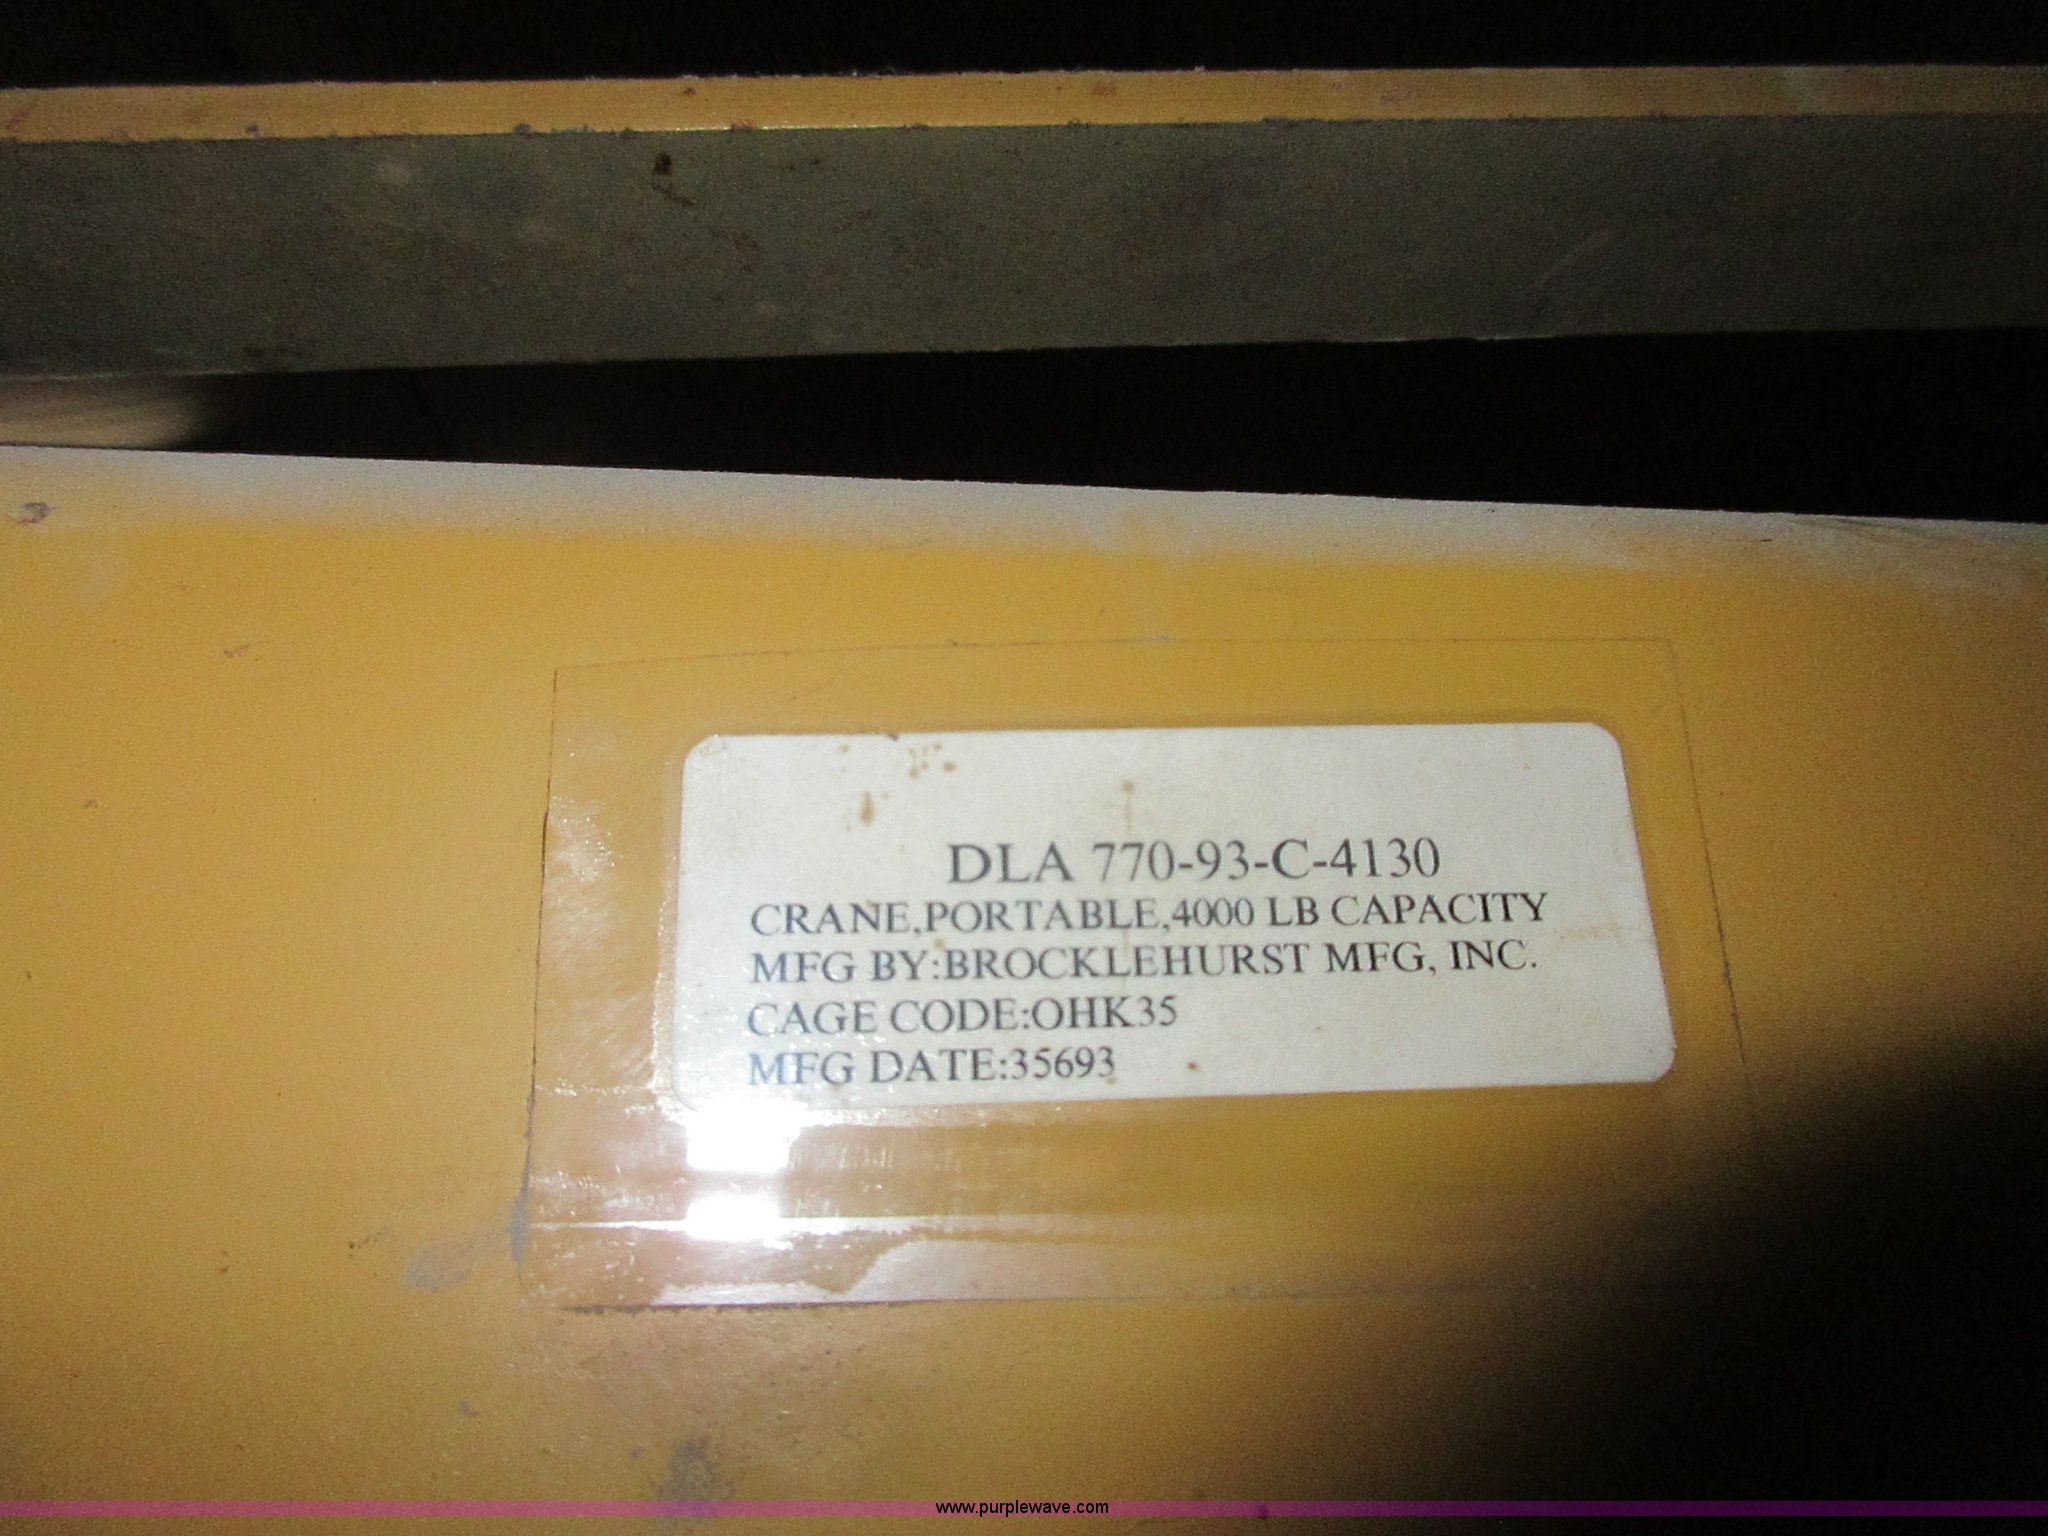 DLA 770-93-C-4130
CRANE,PORTABLE,4000 LB CAPACITY
MFG BY:BROCKLEHURST MFG, INC.
CAGE CODE:OHK35
MFG DATE:35693
www.purplewave.com